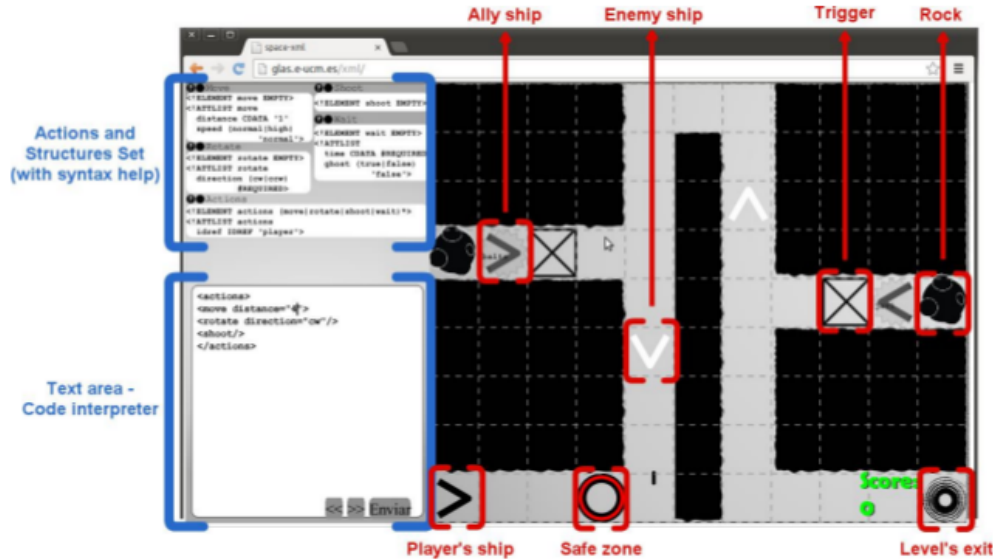 Ally ship
Enemy ship
Trigger
Rock
space-xml
glas.e-ucm.es/xml/
Actions and
Structures Set
(with syntax help)
Move
<!ELEMENT move EMPTY>
<!ATTLIST move
distance CDATA "1"
speed (normal|high)
"normal">
Rotate
<!ELEMENT rotate EMPTY>
<!ATTLIST rotate
direction (cw|ccw)
#REQUIRED>
Shoot
<!ELEMENT shoot EMPTY>
Wait
<!ELEMENT wait EMPTY>
<!ATTLIST
time CDATA #REQUIRED
ghost (true|false)
"false">
Actions
<!ELEMENT actions (move|rotate|shoot|wait)*>
<!ATTLIST actions
idref IDREF "player">
Text area -
Code interpreter
<actions>
<move distance="4">
<rotate direction="cw"/>
<shoot/>
</actions>
<< >> Enviar
Scores
0
Player's ship
Safe zone
Level's exit